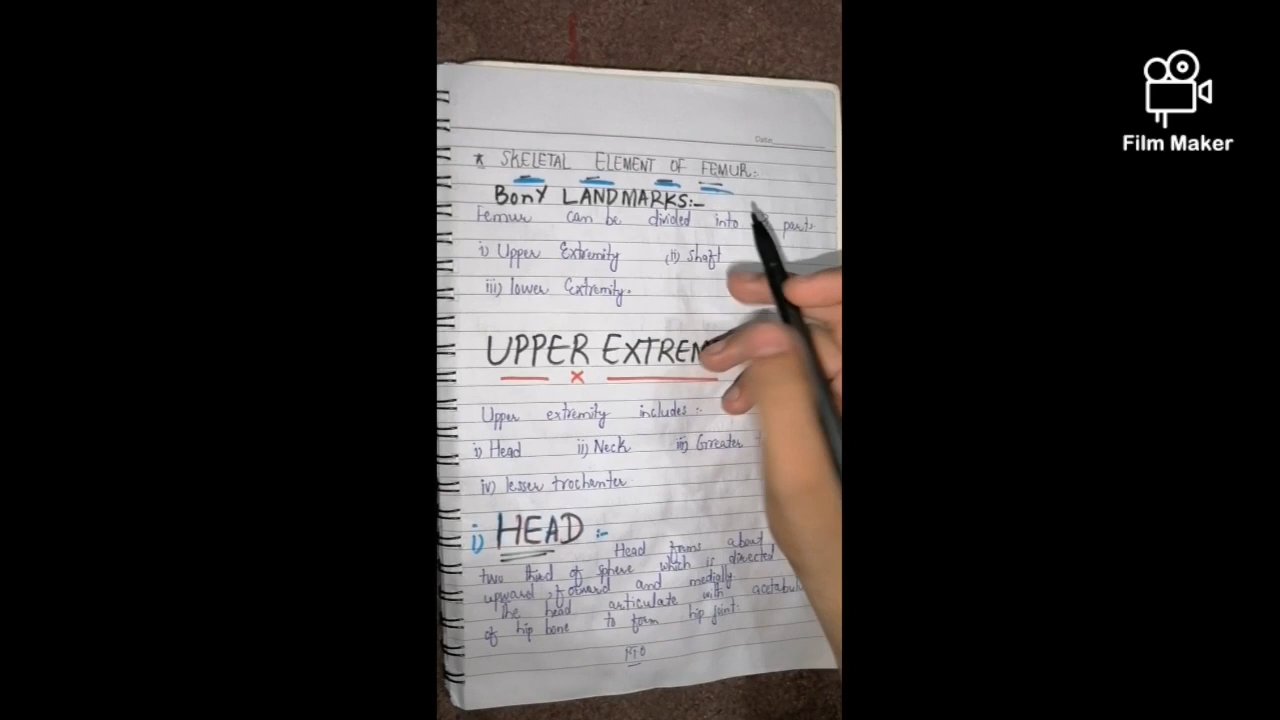 Date
Film Maker
* SKELETAL ELEMENT OF FEMUR:
BonY LANDMARKS:-
Femur can be divided into parts
i) Upper Extremity (ii) Shaft
iii) lower Extremity.
UPPER EXTREM
Upper extremity includes :-
i) Head ii) Neck iii) Greater
iv) lesser trochanter
i) HEAD :-
Head forms about
two third of sphere which is directed
upward, forward and medially
The head articulate with acetabul
of hip bone to form hip joint.